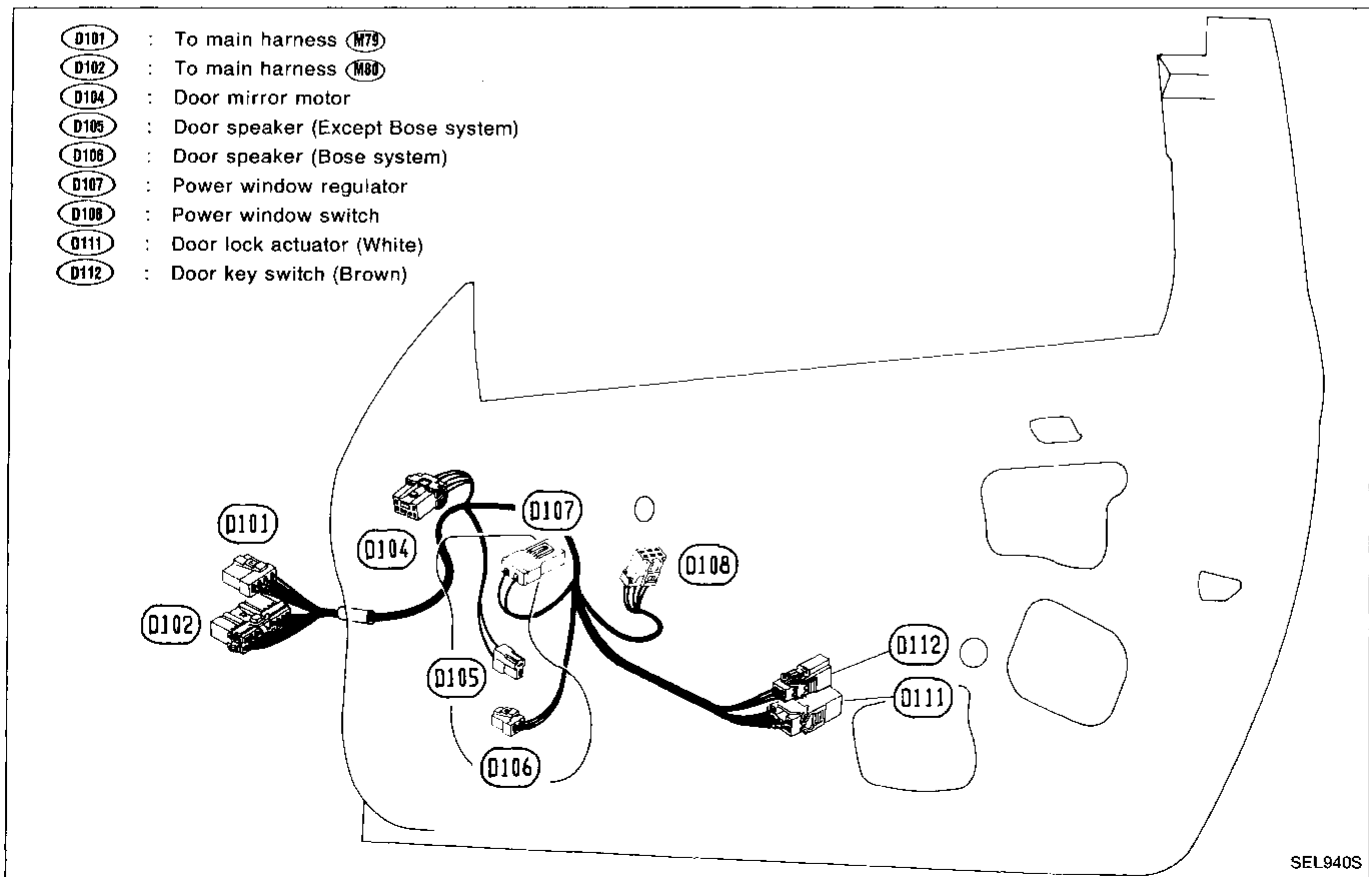 D101 : To main harness M79
D102 : To main harness M80
D104 : Door mirror motor
D105 : Door speaker (Except Bose system)
D106 : Door speaker (Bose system)
D107 : Power window regulator
D108 : Power window switch
D111 : Door lock actuator (White)
D112 : Door key switch (Brown)
D101
D107
D104
D108
D102
D112
D105
D111
D106
SEL940S